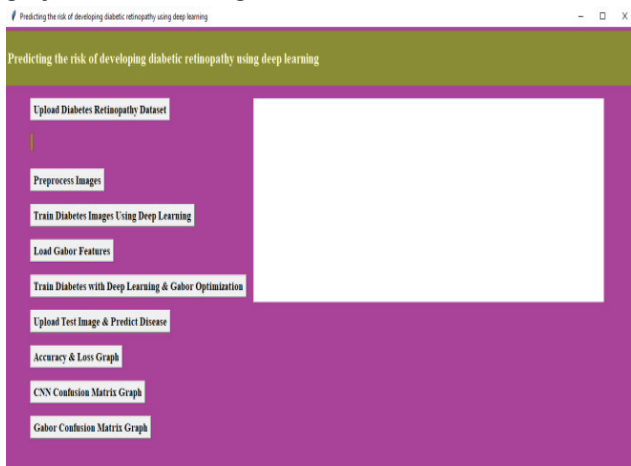 Predicting the risk of developing diabetic retinopathy using deep learning
Predicting the risk of developing diabetic retinopathy using deep learning
Upload Diabetes Retinopathy Dataset
Preprocess Images
Train Diabetes Images Using Deep Learning
Load Gabor Features
Train Diabetes with Deep Learning & Gabor Optimization
Upload Test Image & Predict Disease
Accuracy & Loss Graph
CNN Confusion Matrix Graph
Gabor Confusion Matrix Graph